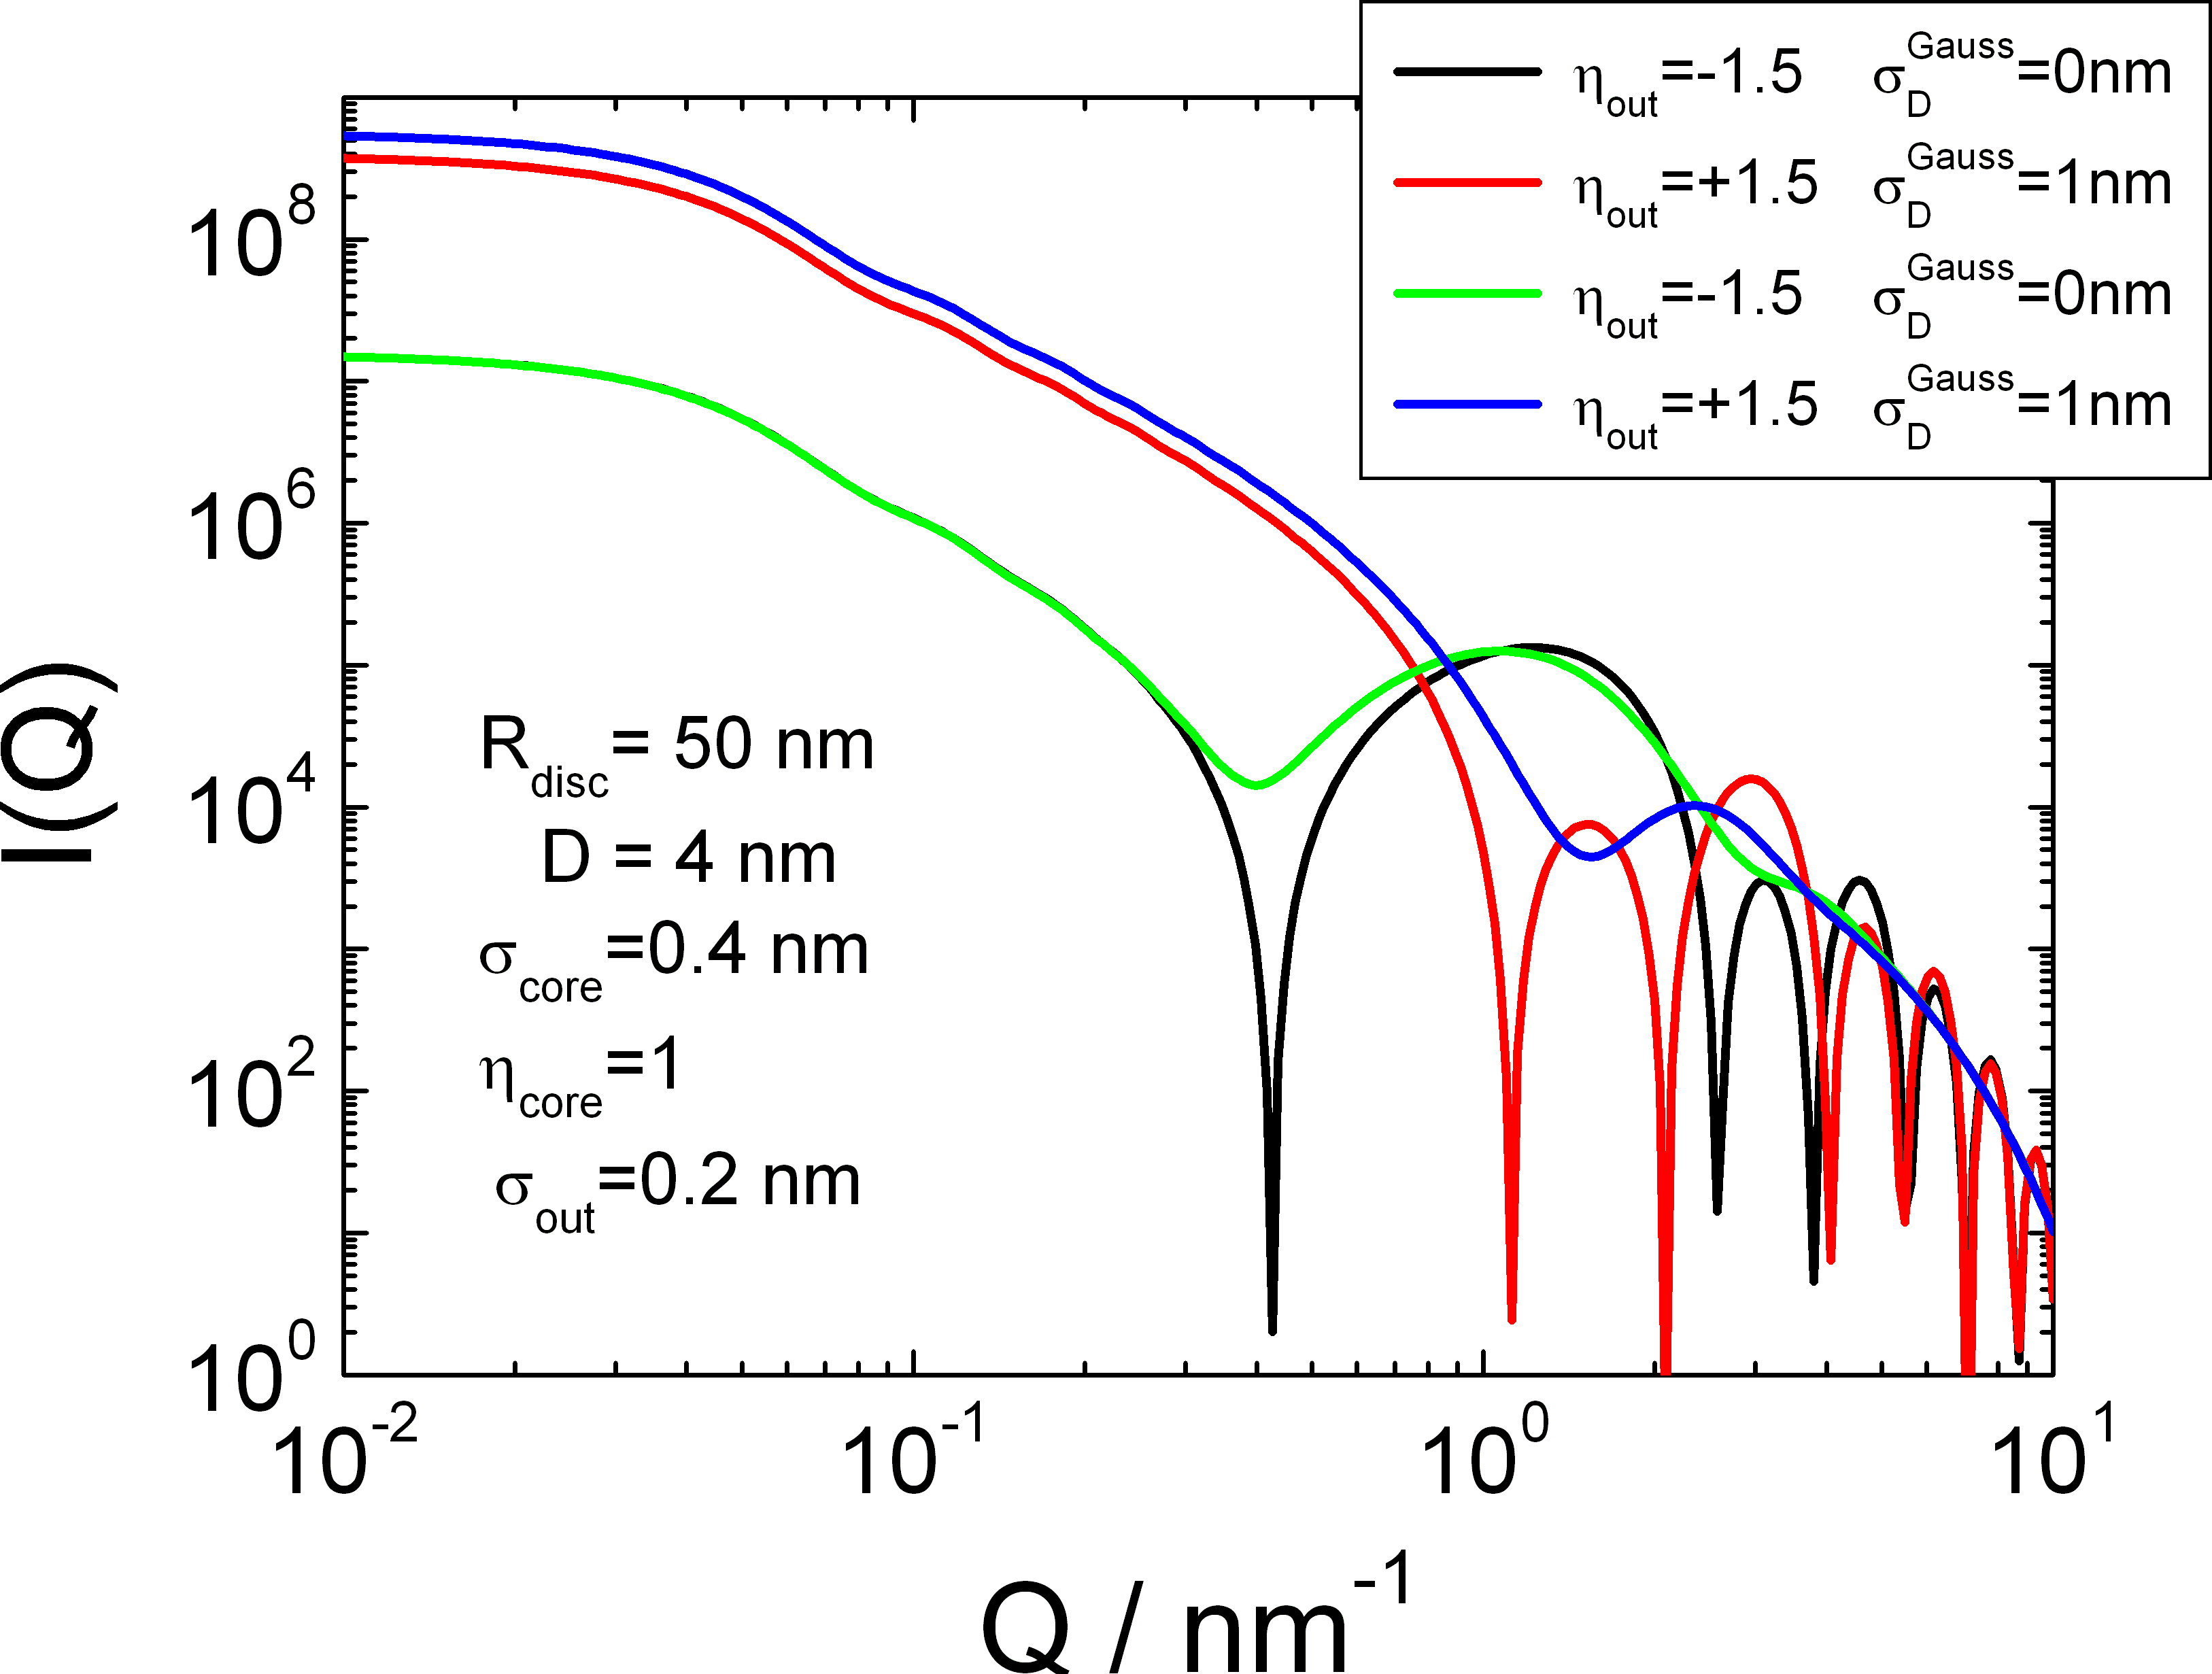 η_out=-1.5 σ_D^Gauss=0nm
η_out=+1.5 σ_D^Gauss=1nm
η_out=-1.5 σ_D^Gauss=0nm
η_out=+1.5 σ_D^Gauss=1nm
10^8
10^6
10^4
10^2
10^0
I(Q)
R_disc= 50 nm
D = 4 nm
σ_core=0.4 nm
η_core=1
σ_out=0.2 nm
10^-2 10^-1 10^0 10^1
Q / nm^-1